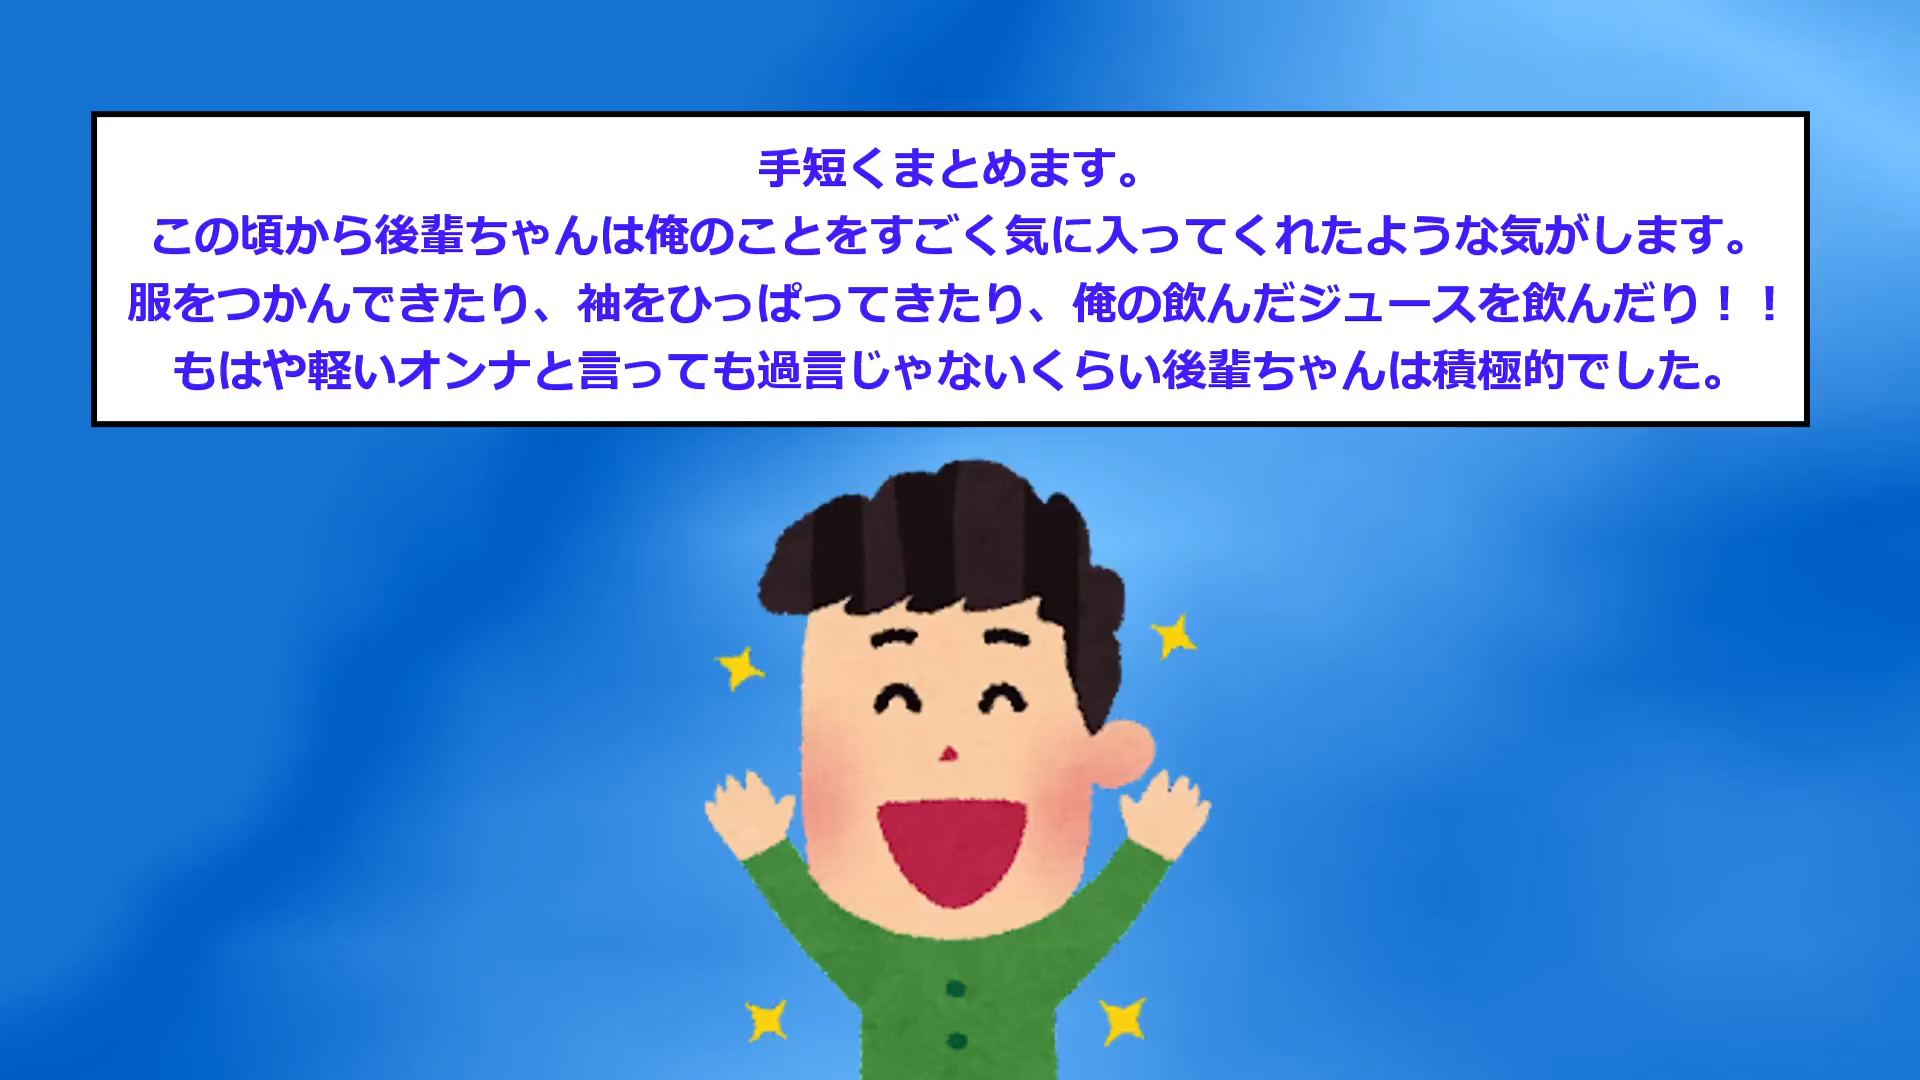 手短くまとめます。
この頃から後輩ちゃんは俺のことをすごく気に入ってくれたような気がします。
服をつかんできたり、袖をひっぱってきたり、俺の飲んだジュースを飲んだり！！
もはや軽いオンナと言っても過言じゃないくらい後輩ちゃんは積極的でした。